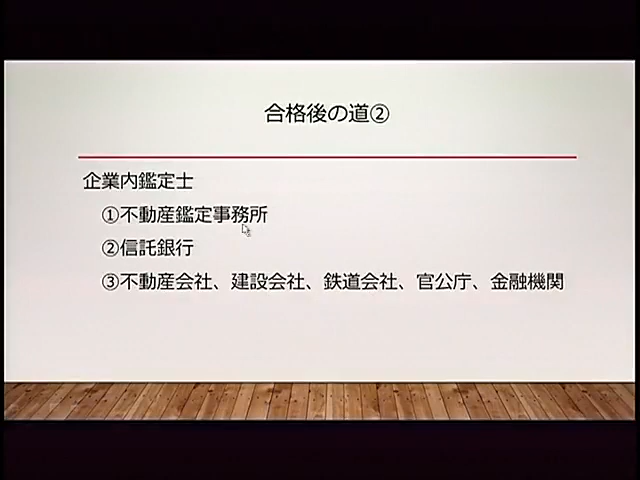 合格後の道②
企業内鑑定士
①不動産鑑定事務所
②信託銀行
③不動産会社、建設会社、鉄道会社、官公庁、金融機関